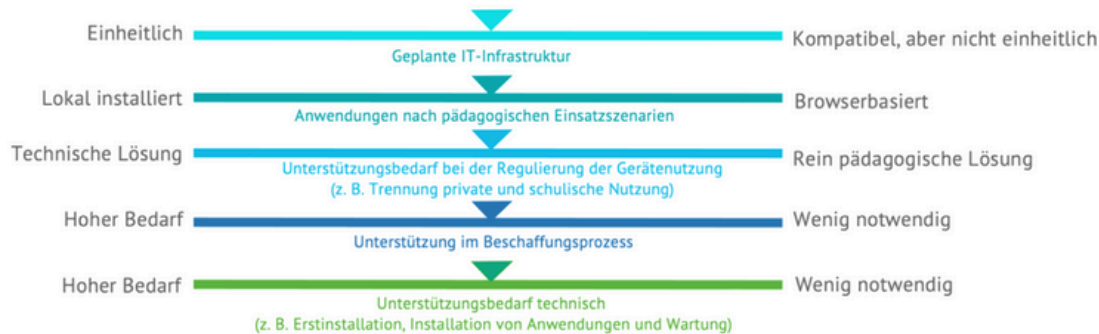 Einheitlich
Kompatibel, aber nicht einheitlich
Geplante IT-Infrastruktur
Lokal installiert
Browserbasiert
Anwendungen nach pädagogischen Einsatzszenarien
Technische Lösung
Rein pädagogische Lösung
Unterstützungsbedarf bei der Regulierung der Gerätenutzung
(z. B. Trennung private und schulische Nutzung)
Hoher Bedarf
Wenig notwendig
Unterstützung im Beschaffungsprozess
Hoher Bedarf
Wenig notwendig
Unterstützungsbedarf technisch
(z. B. Erstinstallation, Installation von Anwendungen und Wartung)